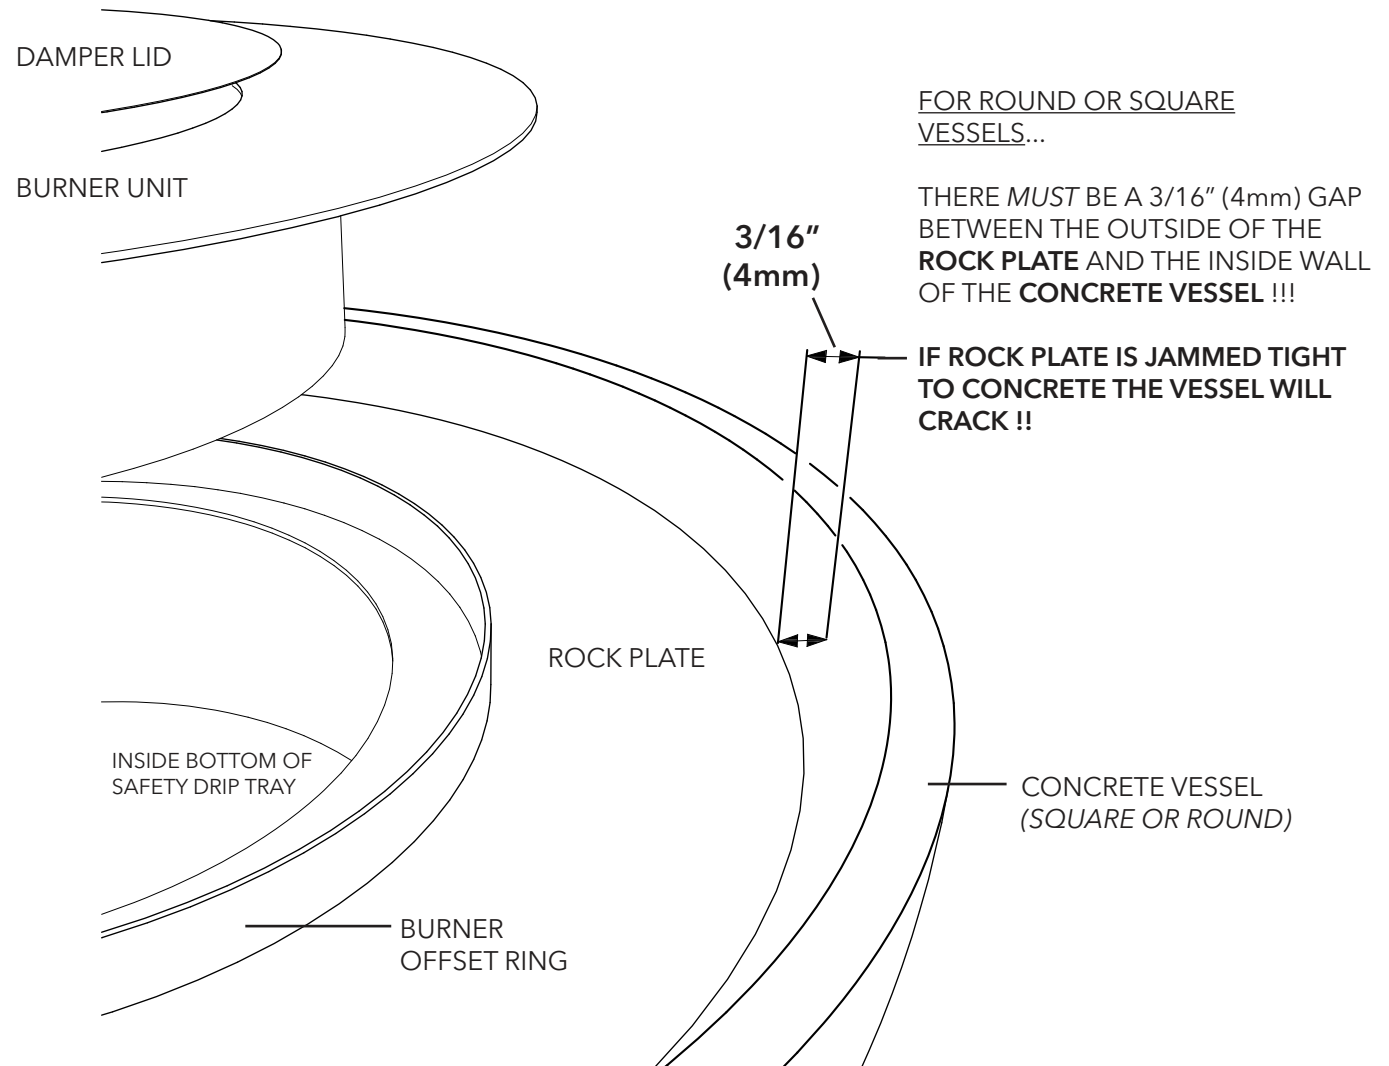 DAMPER LID
BURNER UNIT
FOR ROUND OR SQUARE
VESSELS...
THERE MUST BE A 3/16” (4mm) GAP
BETWEEN THE OUTSIDE OF THE
ROCK PLATE AND THE INSIDE WALL
OF THE CONCRETE VESSEL !!!
3/16”
(4mm)
IF ROCK PLATE IS JAMMED TIGHT
TO CONCRETE THE VESSEL WILL
CRACK !!
ROCK PLATE
INSIDE BOTTOM OF
SAFETY DRIP TRAY
CONCRETE VESSEL
(SQUARE OR ROUND)
BURNER
OFFSET RING